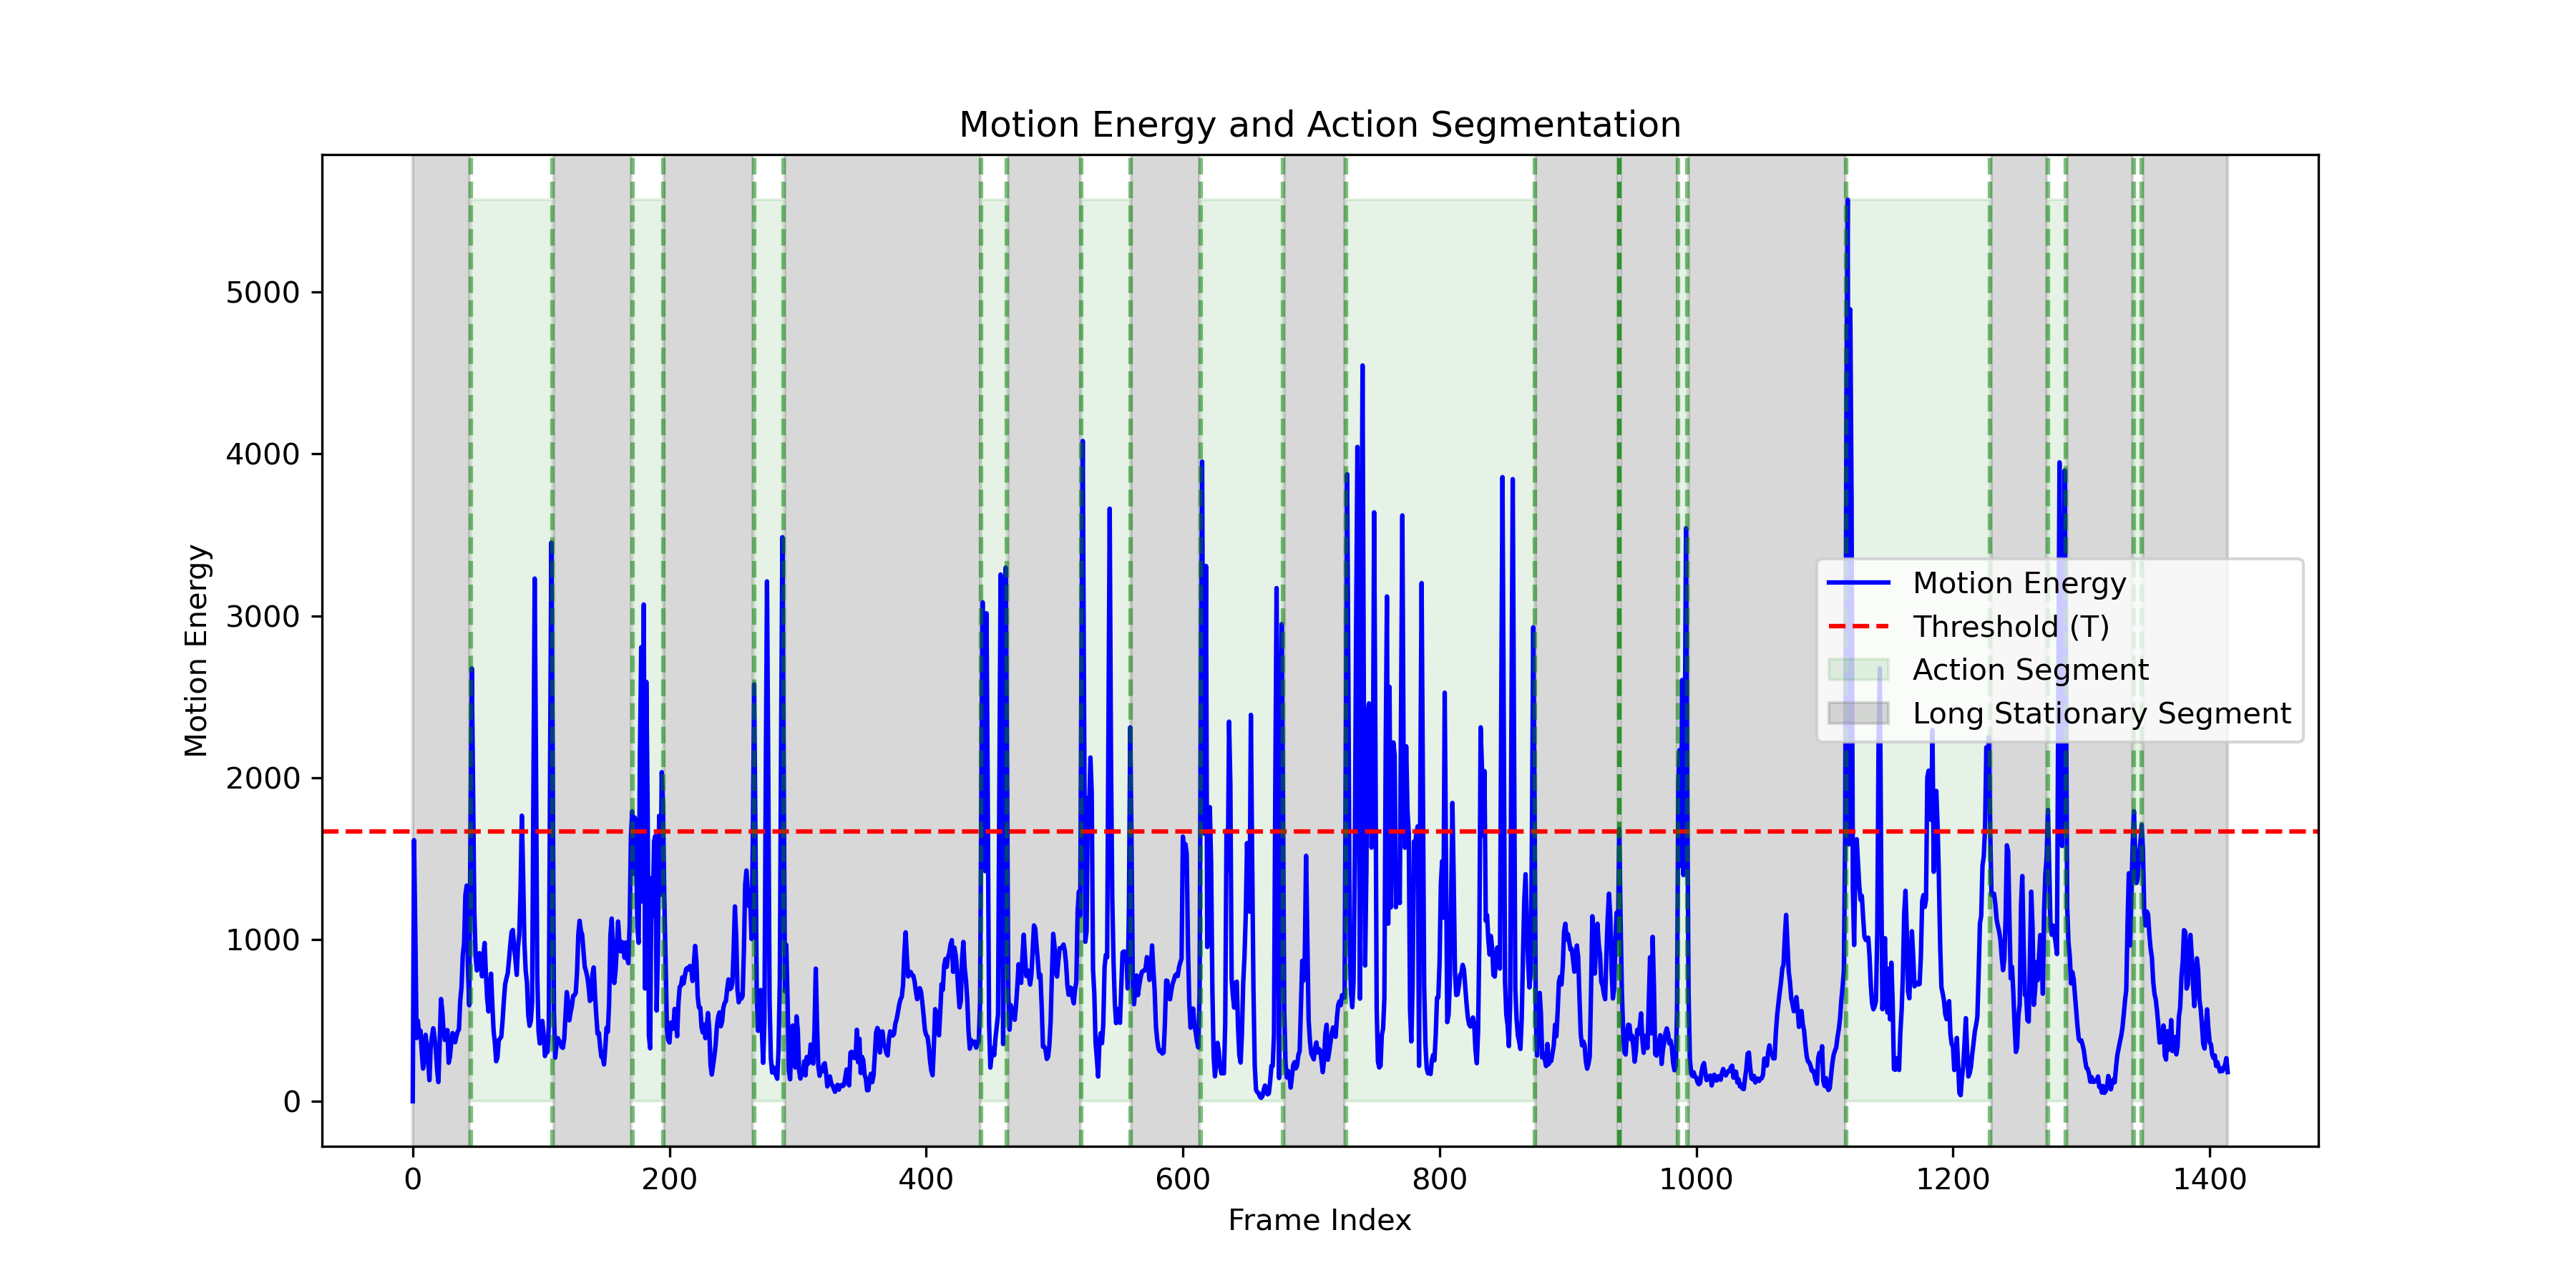 Motion Energy and Action Segmentation
5000
4000
3000
2000
1000
0
Motion Energy
Motion Energy
Threshold (T)
Action Segment
Long Stationary Segment
0 200 400 600 800 1000 1200 1400
Frame Index